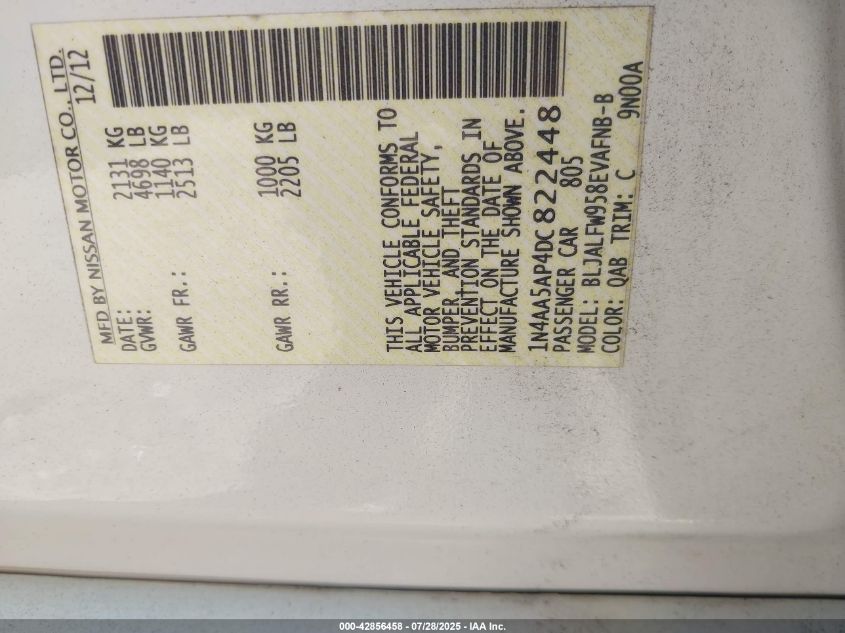 MFD BY NISSAN MOTOR CO., LTD.
DATE: 12/12
GVWR: 2131 KG
4698 LB
GAWR FR.: 1140 KG
2513 LB
GAWR RR.: 1000 KG
2205 LB
THIS VEHICLE CONFORMS TO
ALL APPLICABLE FEDERAL
MOTOR VEHICLE SAFETY,
BUMPER, AND THEFT
PREVENTION STANDARDS IN
EFFECT ON THE DATE OF
MANUFACTURE SHOWN ABOVE.
1N4AA5AP4DC822448
PASSENGER CAR 805
MODEL: BLJALFW958EVAFNB-B
COLOR: QAB TRIM: C 9N00A
000-42856458 - 07/28/2025 - IAA Inc.